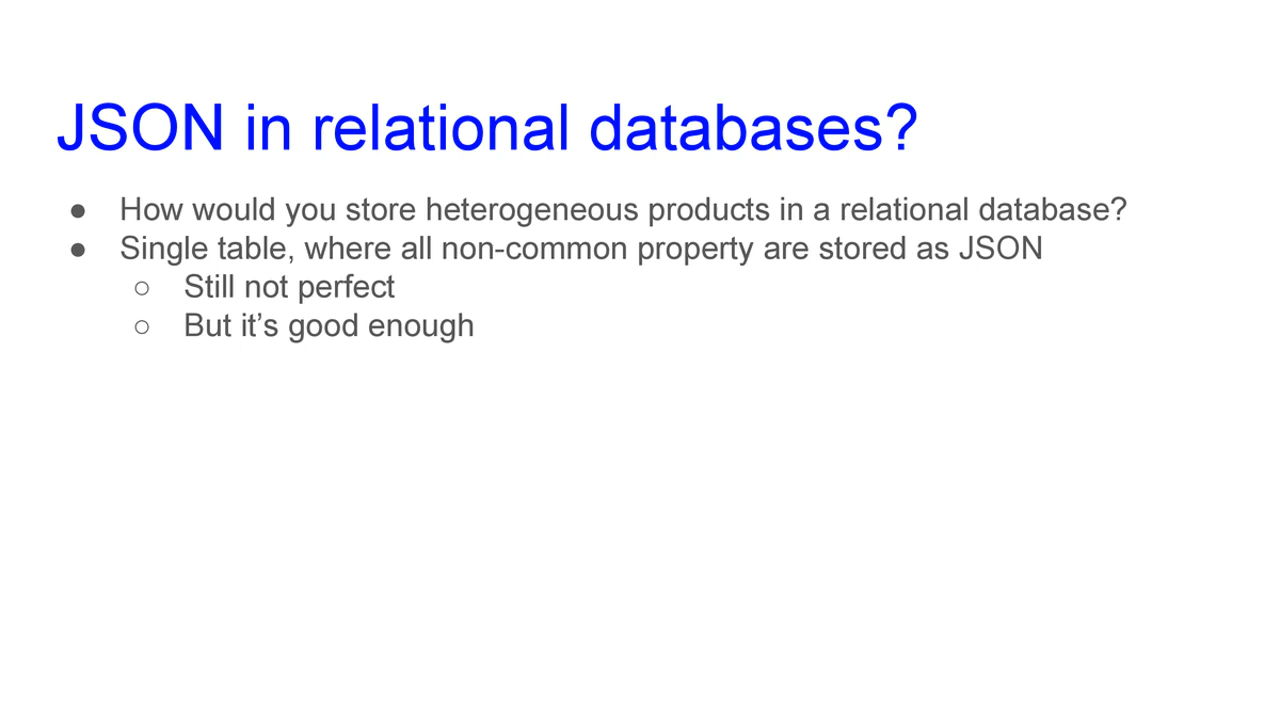 JSON in relational databases?
● How would you store heterogeneous products in a relational database?
● Single table, where all non-common property are stored as JSON
○ Still not perfect
○ But it’s good enough